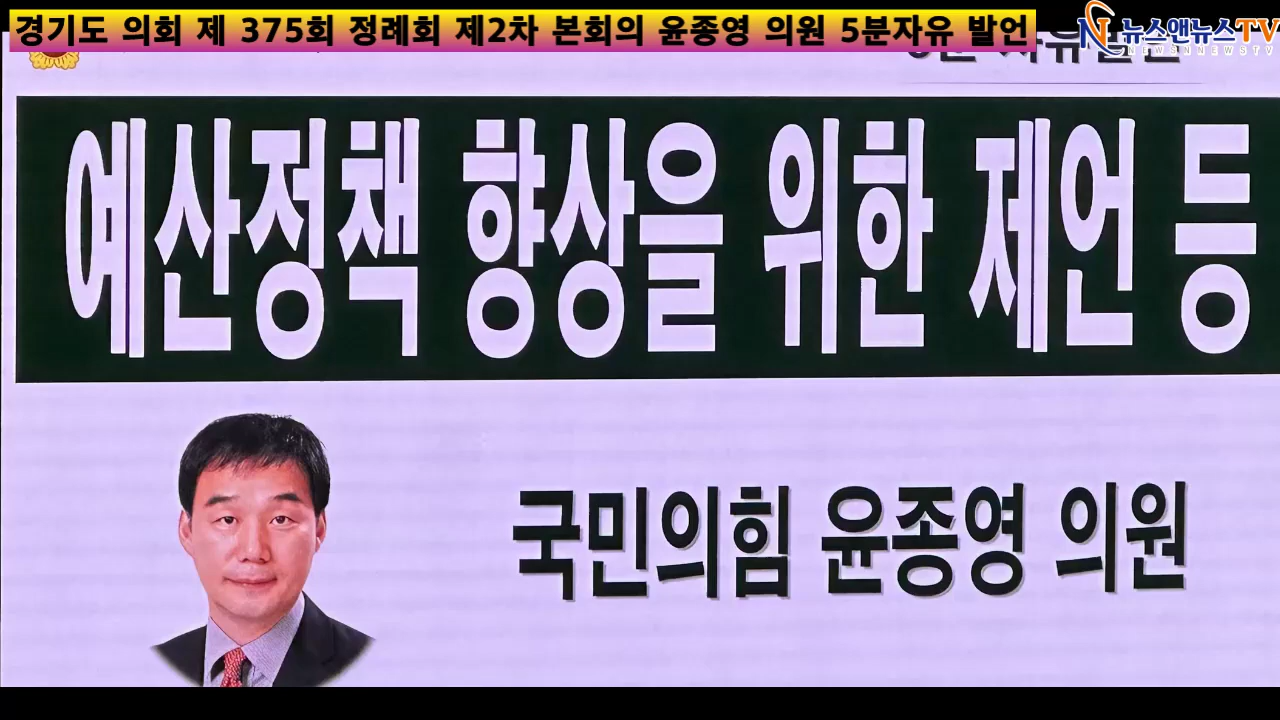 경기도 의회 제 375회 정례회 제2차 본회의 윤종영 의원 5분자유 발언
뉴스앤뉴스TV
NEWSNNEWSTV
예산정책 향상을 위한 제언 등
국민의힘 윤종영 의원